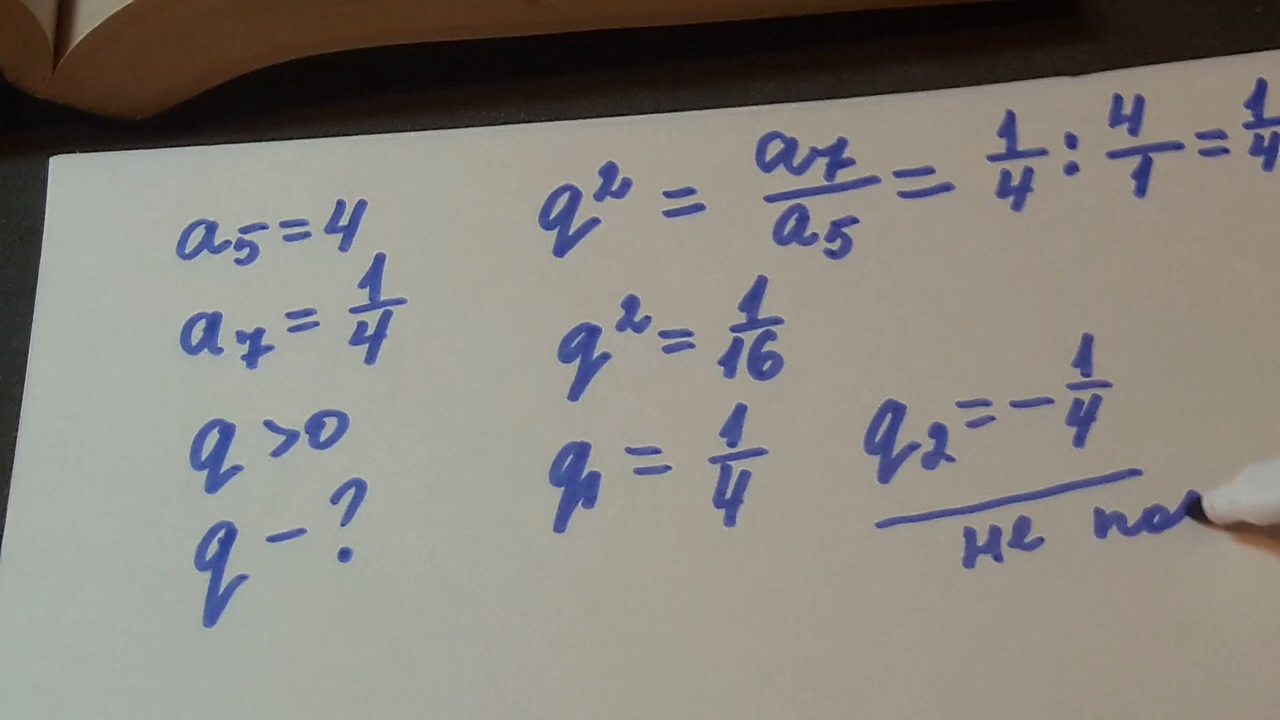 a₅ = 4
a₇ = 1/4
q > 0
q - ?
q² = a₇/a₅ = 1/4 : 4/1 = 1/4
q² = 1/16
q₁ = 1/4
q₂ = -1/4
не